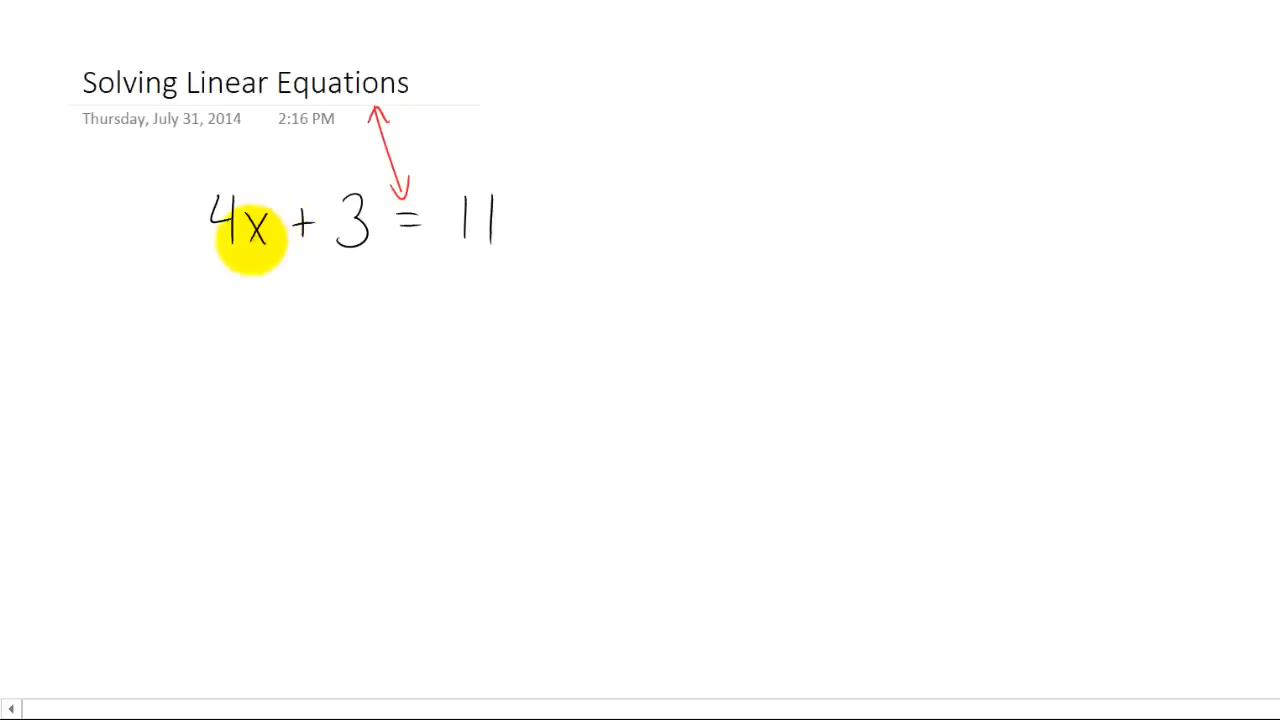 Solving Linear Equations
Thursday, July 31, 2014 2:16 PM
4x + 3 = 11